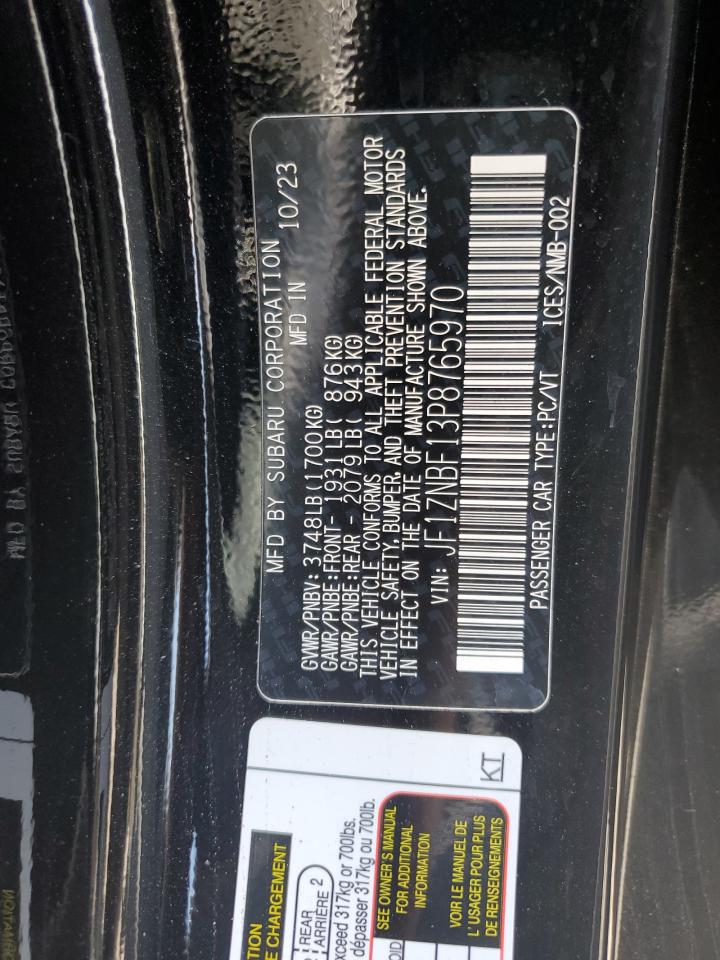 MFD BY SUBARU CORPORATION
MFD IN 10/23
GVWR/PNBV: 3748LB(1700KG)
GAWR/PNBE:FRONT- 1931LB( 876KG)
GAWR/PNBE:REAR - 2079LB( 943KG)
THIS VEHICLE CONFORMS TO ALL APPLICABLE FEDERAL MOTOR
VEHICLE SAFETY, BUMPER, AND THEFT PREVENTION STANDARDS
IN EFFECT ON THE DATE OF MANUFACTURE SHOWN ABOVE.
VIN: JF1ZNBF13P8765970
PASSENGER CAR TYPE:PC/VT ICES/NMB-002
TION
E CHARGEMENT
REAR
ARRIÈRE 2
xceed 317kg or 700lbs.
dépasser 317kg ou 700lb.
SEE OWNER'S MANUAL
FOR ADDITIONAL
INFORMATION
VOIR LE MANUEL DE
L'USAGER POUR PLUS
DE RENSEIGNEMENTS
KT